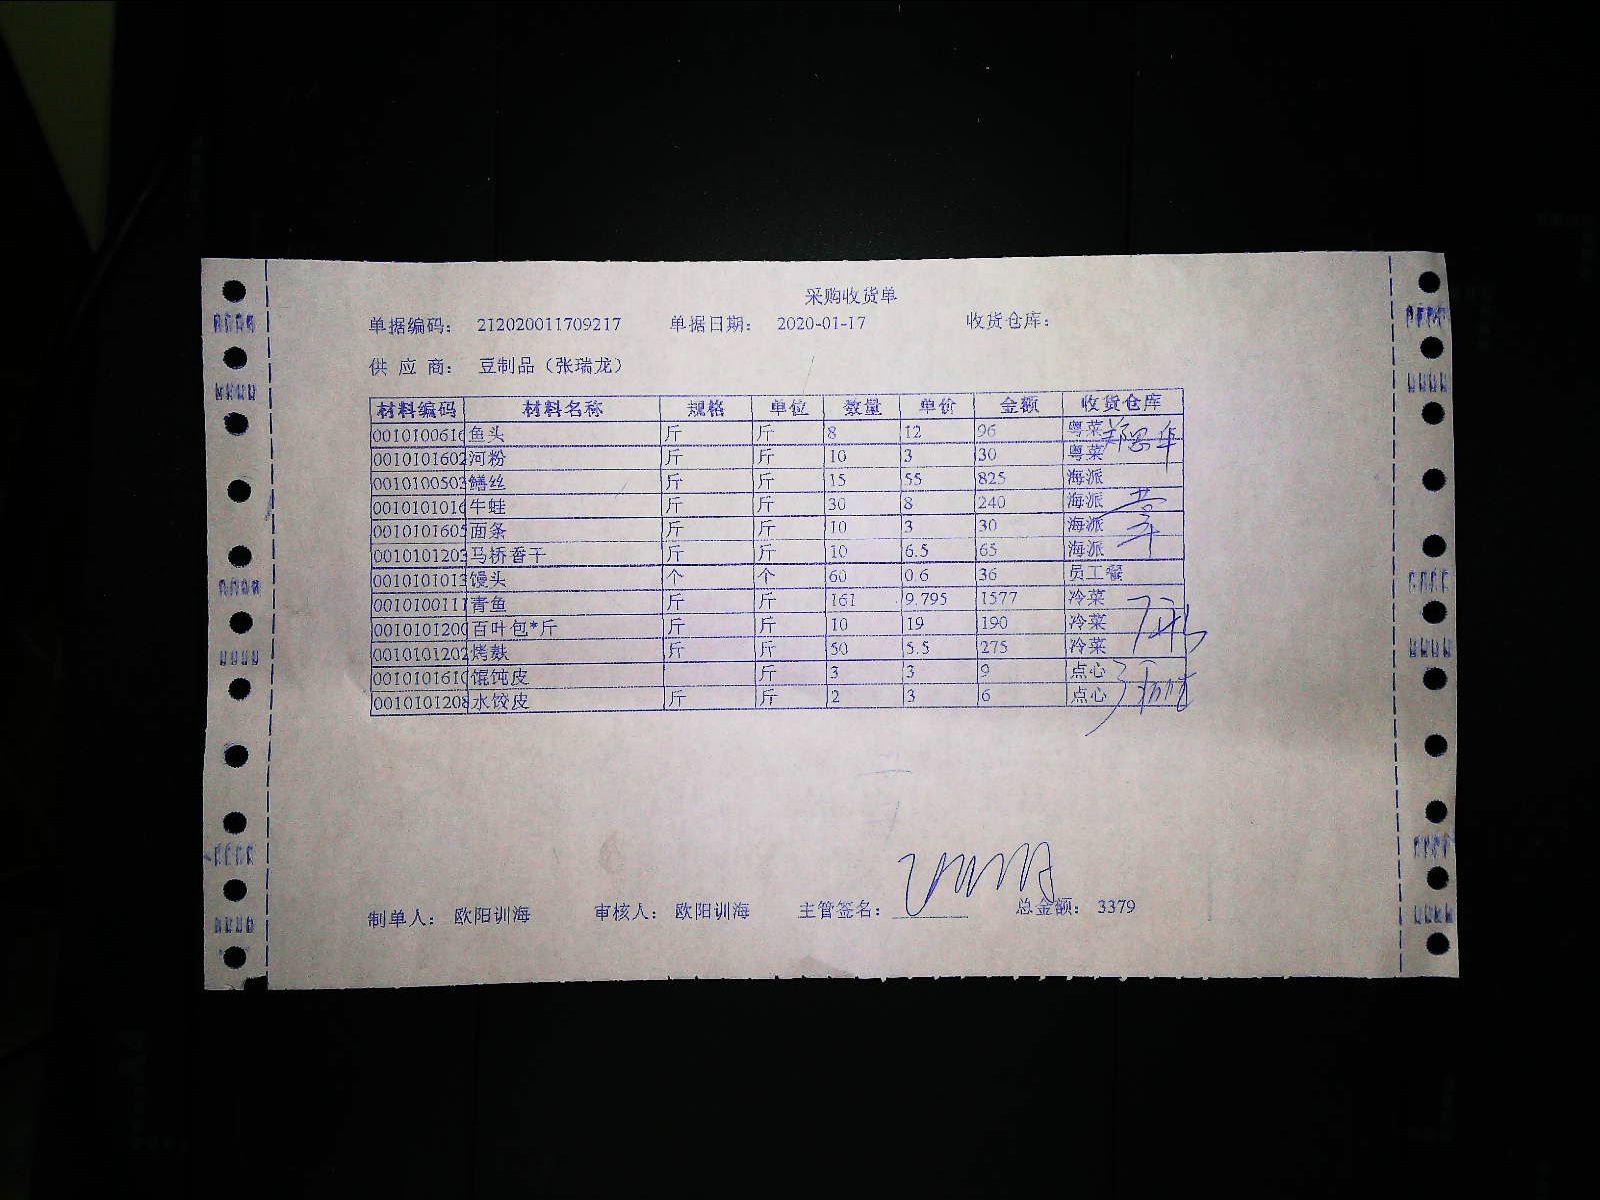 采购收货单
单据编码： 212020011709217 单据日期： 2020-01-17 收货仓库：
供 应 商： 豆制品（张瑞龙）
材料编码 材料名称 规格 单位 数量 单价 金额 收货仓库
001010061 鱼头 斤 斤 8 12 96 粤菜
0010101602 河粉 斤 斤 10 3 30 粤菜
001010050 鳝丝 斤 斤 15 55 825 海派
001010101 牛蛙 斤 斤 30 8 240 海派
0010101605 面条 斤 斤 10 3 30 海派
0010101203 马桥香干 斤 斤 10 6.5 65 海派
0010101013 馒头 个 个 60 0.6 36 员工餐
001010011 青鱼 斤 斤 161 9.795 1577 冷菜
001010120 百叶包*斤 斤 斤 10 19 190 冷菜
0010101202 烤麸 斤 斤 50 5.5 275 冷菜
001010161 馄饨皮 斤 3 3 9 点心
0010101208 水饺皮 斤 斤 2 3 6 点心
制单人： 欧阳训海 审核人： 欧阳训海 主管签名： 总金额： 3379